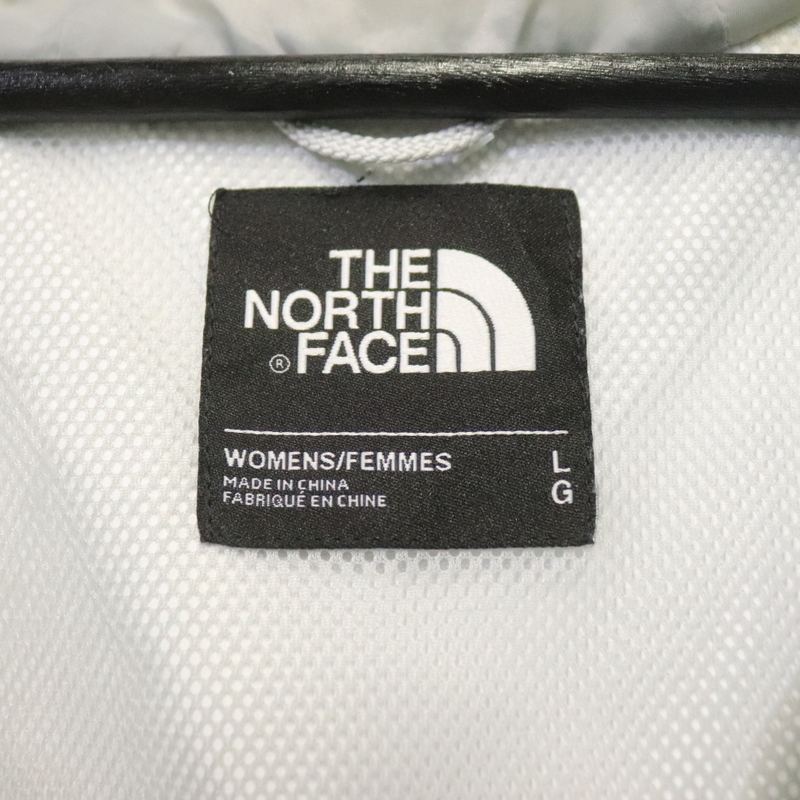 THE
NORTH
® FACE
WOMENS/FEMMES L
MADE IN CHINA G
FABRIQUÉ EN CHINE